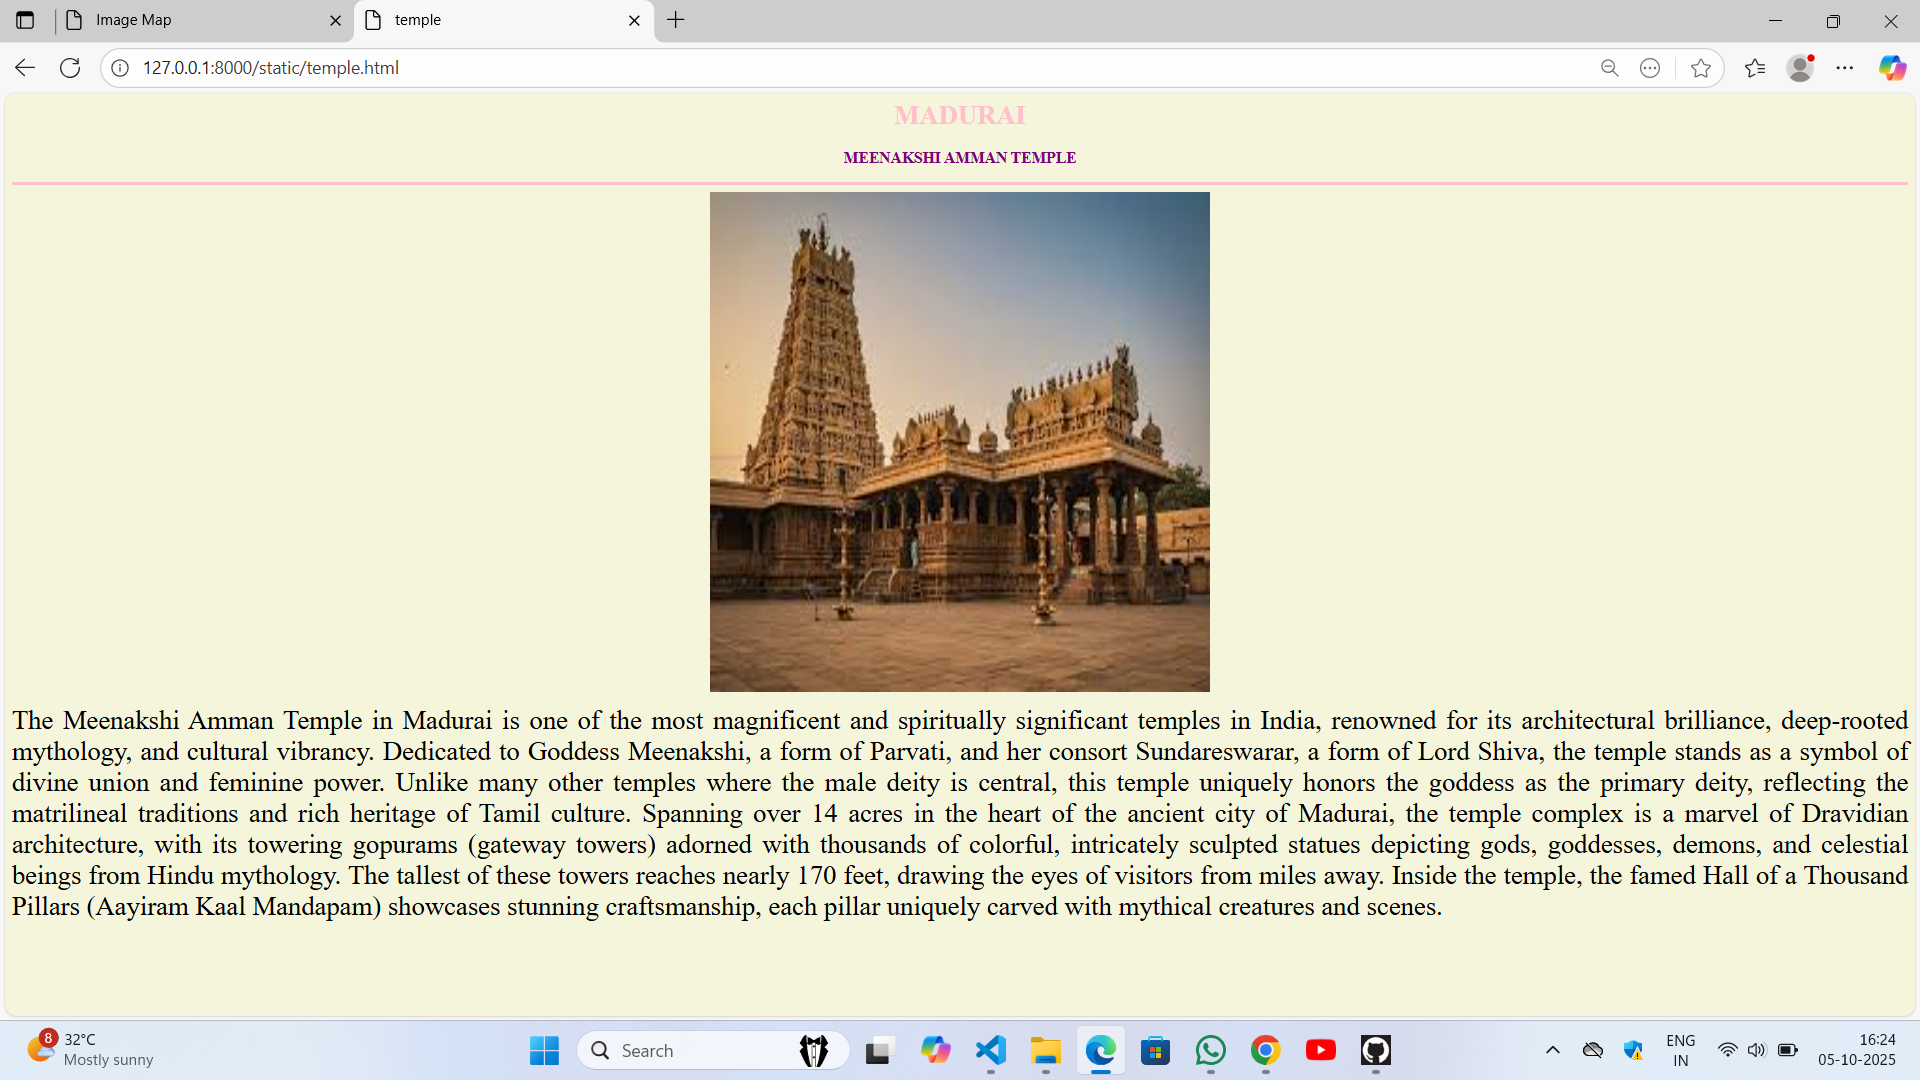 Image Map
temple
127.0.0.1:8000/static/temple.html
MADURAI
MEENAKSHI AMMAN TEMPLE
The Meenakshi Amman Temple in Madurai is one of the most magnificent and spiritually significant temples in India, renowned for its architectural brilliance, deep-rooted
mythology, and cultural vibrancy. Dedicated to Goddess Meenakshi, a form of Parvati, and her consort Sundareswarar, a form of Lord Shiva, the temple stands as a symbol of
divine union and feminine power. Unlike many other temples where the male deity is central, this temple uniquely honors the goddess as the primary deity, reflecting the
matrilineal traditions and rich heritage of Tamil culture. Spanning over 14 acres in the heart of the ancient city of Madurai, the temple complex is a marvel of Dravidian
architecture, with its towering gopurams (gateway towers) adorned with thousands of colorful, intricately sculpted statues depicting gods, goddesses, demons, and celestial
beings from Hindu mythology. The tallest of these towers reaches nearly 170 feet, drawing the eyes of visitors from miles away. Inside the temple, the famed Hall of a Thousand
Pillars (Aayiram Kaal Mandapam) showcases stunning craftsmanship, each pillar uniquely carved with mythical creatures and scenes.
8
32°C
Mostly sunny
Search
ENG
IN
16:24
05-10-2025